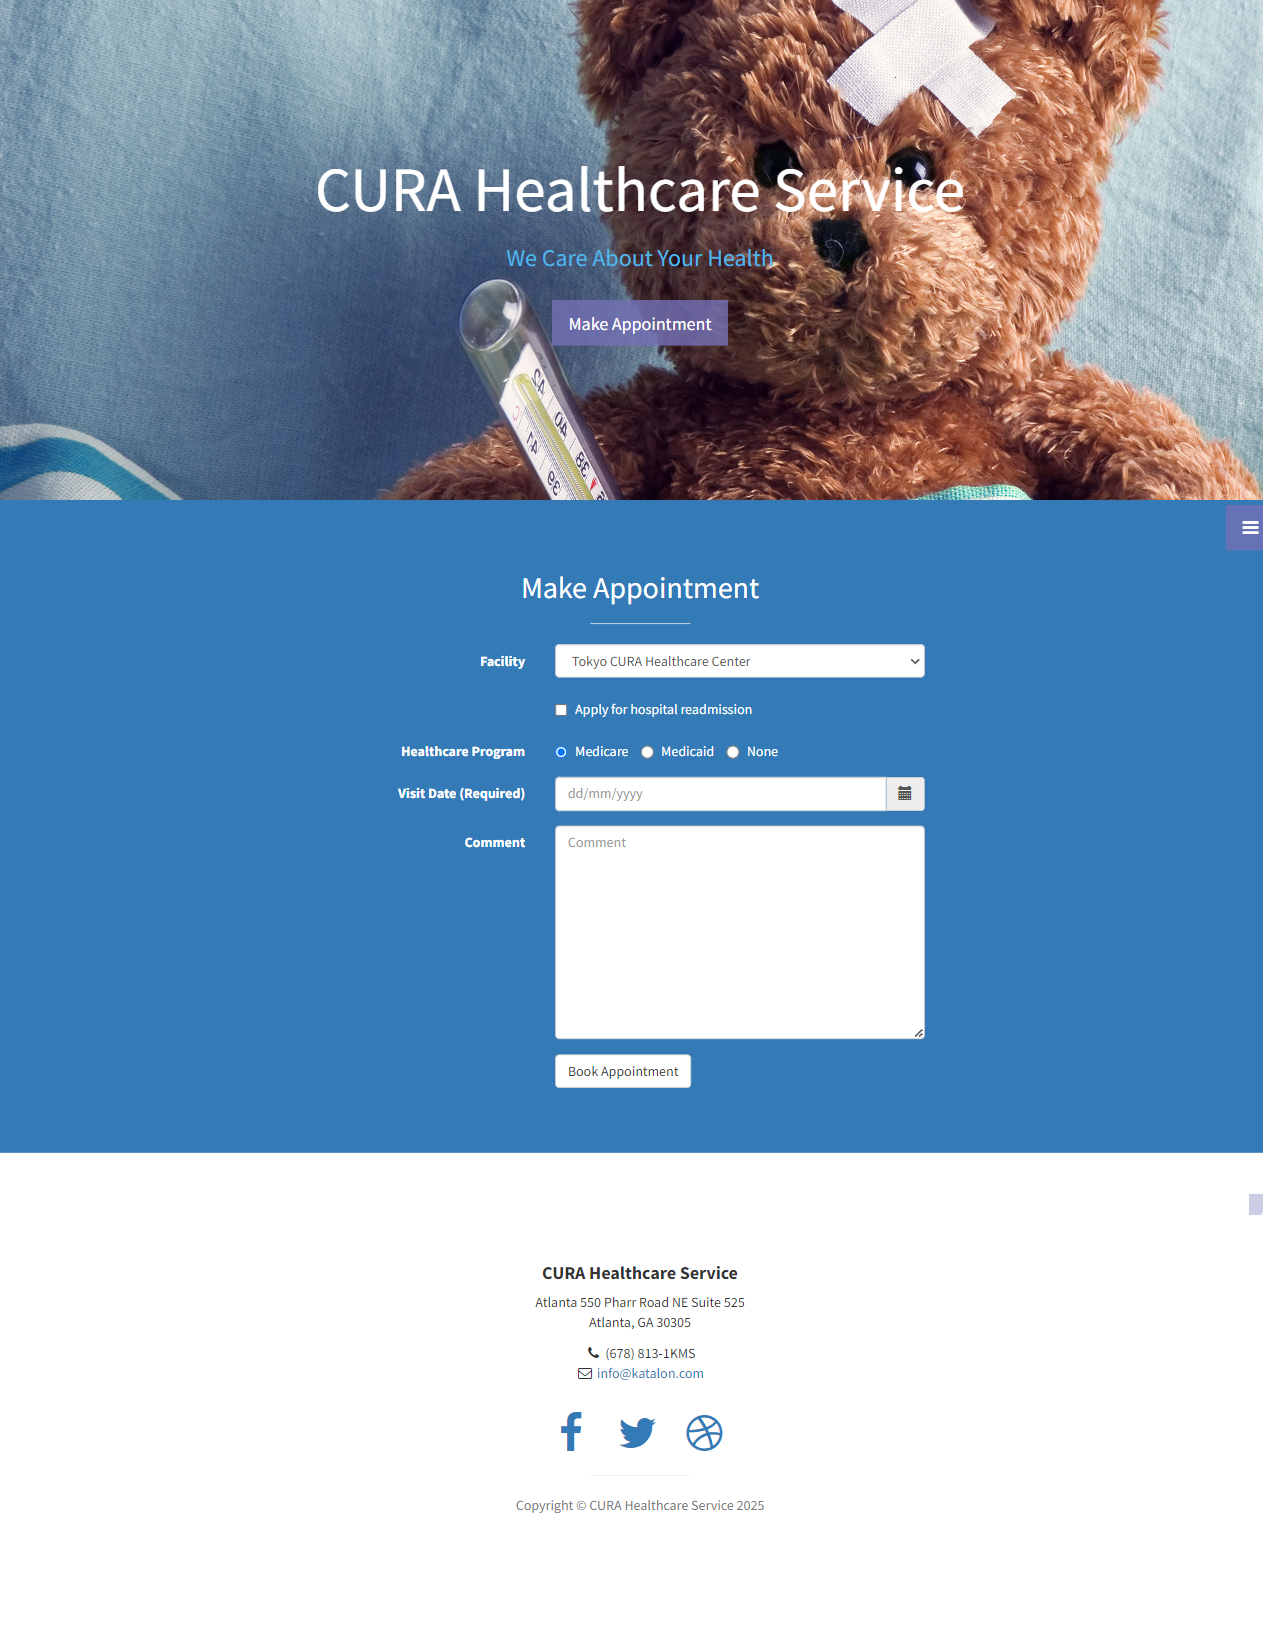 CURA Healthcare Service
We Care About Your Health
Make Appointment
Make Appointment
Facility
Tokyo CURA Healthcare Center
Apply for hospital readmission
Healthcare Program
Medicare
Medicaid
None
Visit Date (Required)
dd/mm/yyyy
Comment
Comment
Book Appointment
CURA Healthcare Service
Atlanta 550 Pharr Road NE Suite 525
Atlanta, GA 30305
(678) 813-1KMS
info@katalon.com
Copyright © CURA Healthcare Service 2025